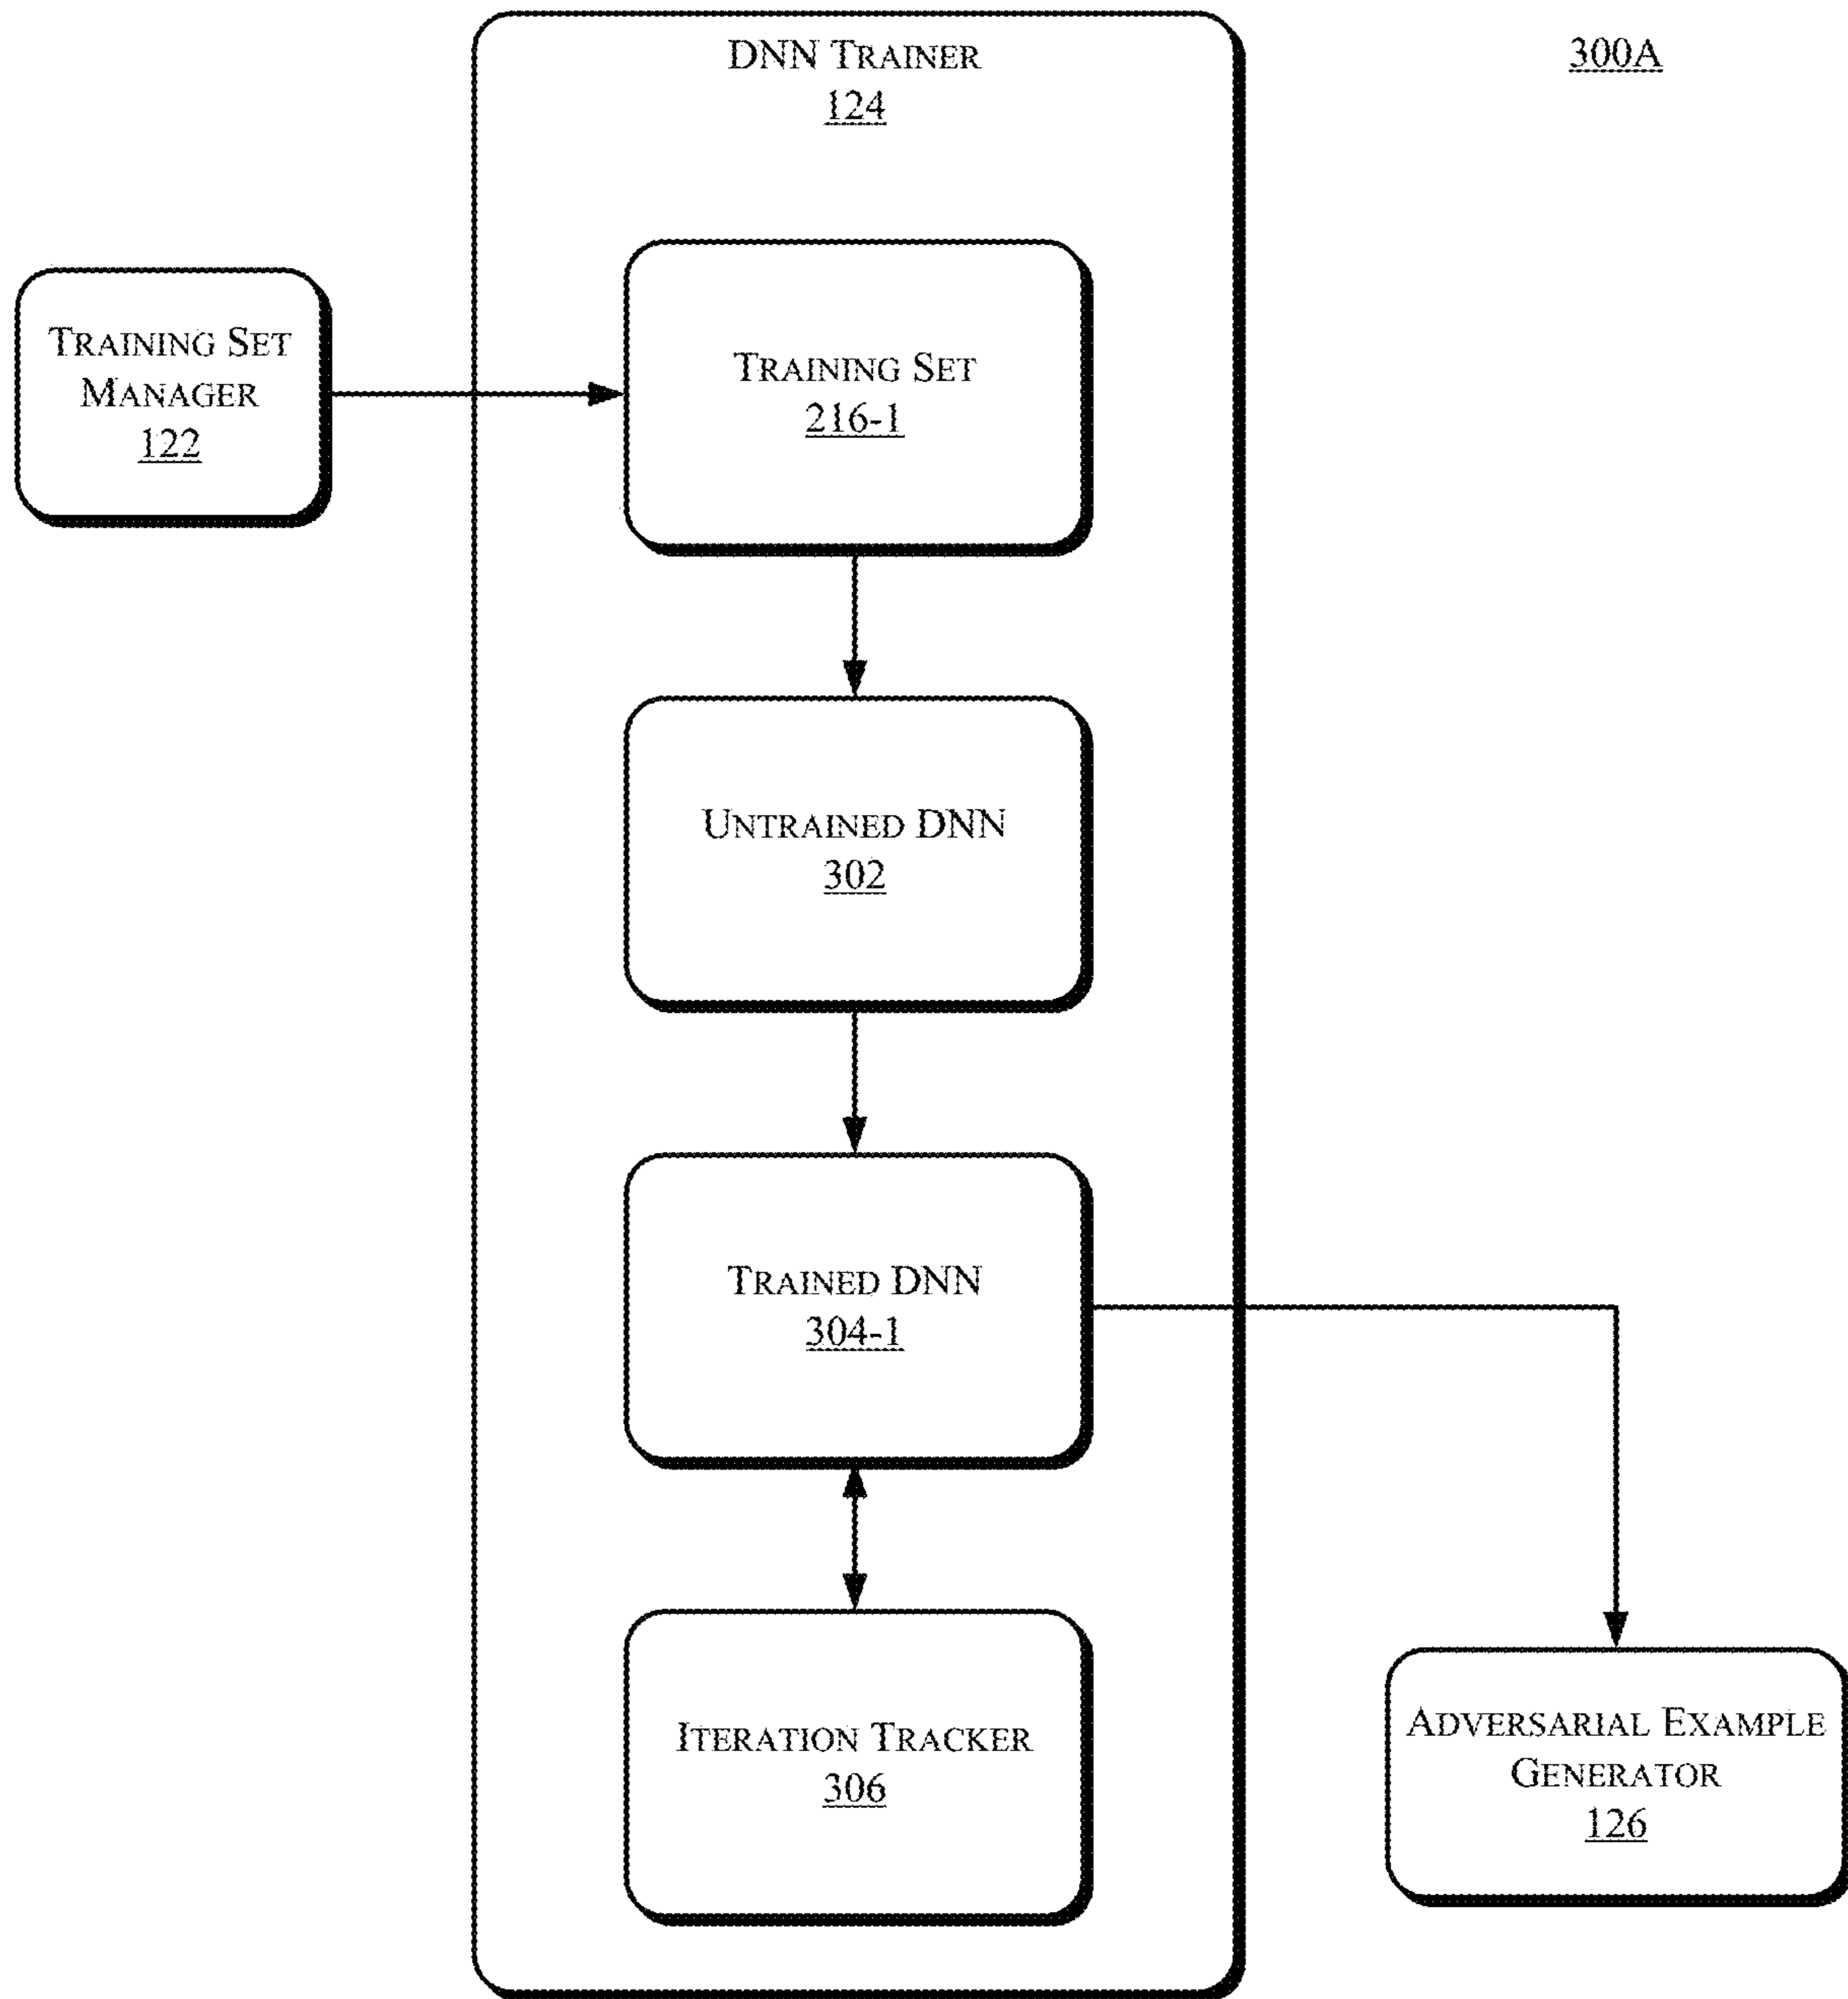 DNN TRAINER
124
300A
TRAINING SET
MANAGER
122
TRAINING SET
216-1
UNTRAINED DNN
302
TRAINED DNN
304-1
ITERATION TRACKER
306
ADVERSARIAL EXAMPLE
GENERATOR
126